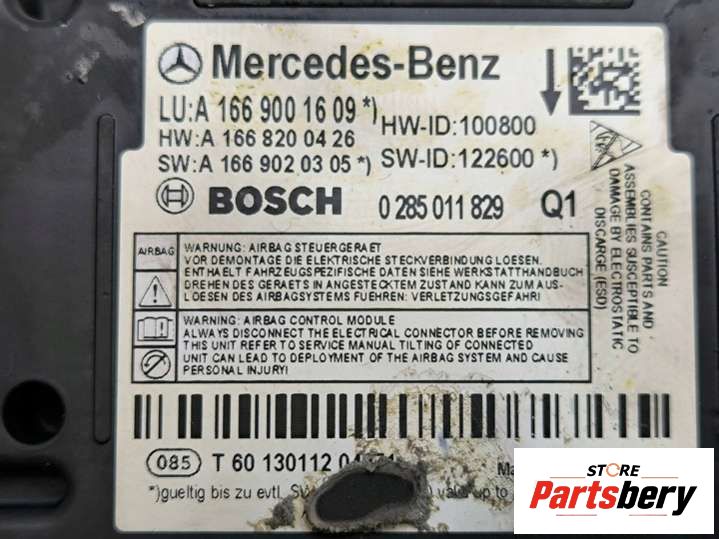 Mercedes-Benz
LU:A 166 900 16 09 *)
HW:A 166 820 04 26
HW-ID:100800
SW:A 166 902 03 05 *)
SW-ID:122600 *)
BOSCH 0 285 011 829 Q1
AIRBAG
WARNUNG: AIRBAG STEUERGERAET
VOR DEMONTAGE DIE ELEKTRISCHE STECKVERBINDUNG LOESEN.
ENTHAELT FAHRZEUGSPEZIFISCHE DATEN SIEHE WERKSTATTHANDBUCH
DREHEN DES GERAETS IN ANGESTECKTEM ZUSTAND KANN ZUM AUS-
LOESEN DES AIRBAGSYSTEMS FUEHREN: VERLETZUNGSGEFAHR!
WARNING: AIRBAG CONTROL MODULE
ALWAYS DISCONNECT THE ELECTRICAL CONNECTOR BEFORE REMOVING
THIS UNIT REFER TO SERVICE MANUAL TILTING OF CONNECTED
UNIT CAN LEAD TO DEPLOYMENT OF THE AIRBAG SYSTEM AND CAUSE
PERSONAL INJURY!
CAUTION
CONTAINS PARTS AND
ASSEMBLIES SUSCEPTIBLE TO
DAMAGE BY ELECTROSTATIC
DISCHARGE (ESD)
085 T 60 130112
*)gueltig bis zu evtl. up to
STORE
Partsbery